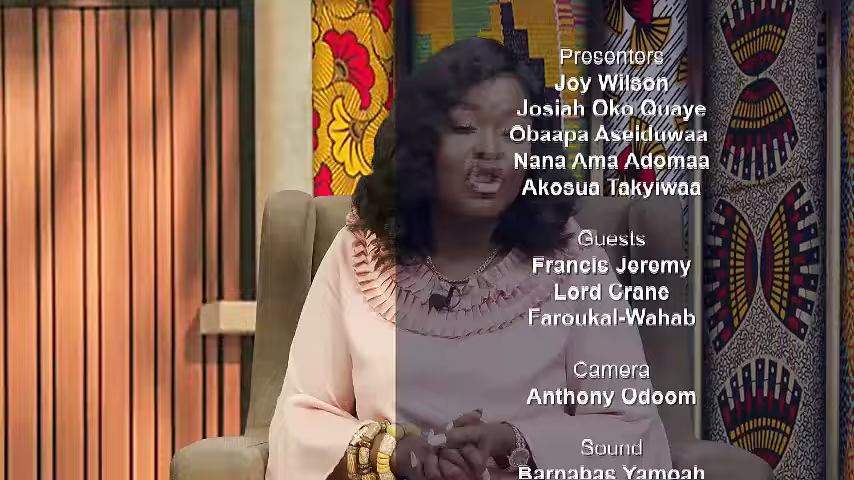 Presenters
Joy Wilson
Josiah Oko Quaye
Obaapa Aseiduwaa
Nana Ama Adomaa
Akosua Takyiwaa
Guests
Francis Jeremy
Lord Crane
Faroukal-Wahab
Camera
Anthony Odoom
Sound
Barnabas Yamoah